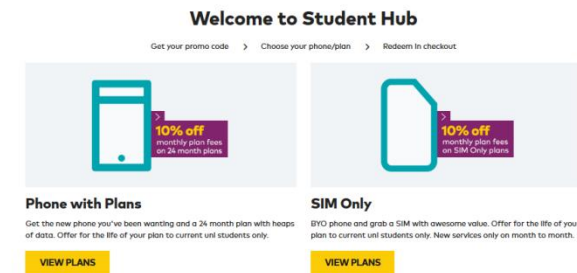 Welcome to Student Hub
Get your promo code > Choose your phone/plan > Redeem in checkout
10% off
monthly plan fees
on 24 month plans
Phone with Plans
Get the new phone you've been wanting and a 24 month plan with heaps
of data. Offer for the life of your plan to current uni students only.
VIEW PLANS
10% off
monthly plan fees
on SIM Only plans
SIM Only
BYO phone and grab a SIM with awesome value. Offer for the life of you
plan to current uni students only. New services only on month to month.
VIEW PLANS